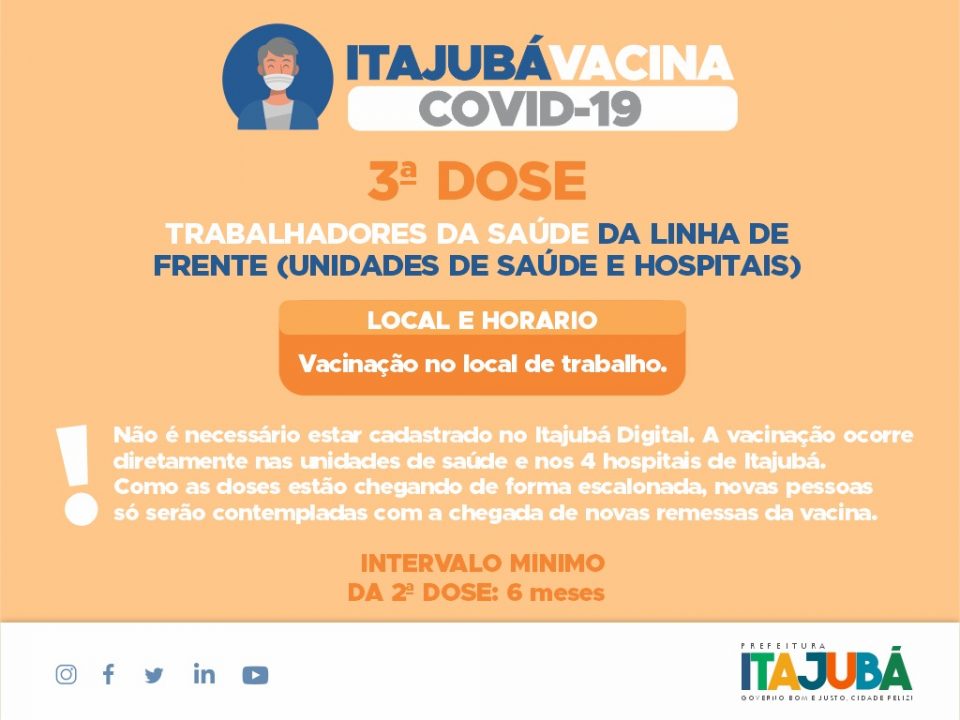 ITAJUBÁVACINA
COVID-19
3ª DOSE
TRABALHADORES DA SAÚDE DA LINHA DE
FRENTE (UNIDADES DE SAÚDE E HOSPITAIS)
LOCAL E HORARIO
Vacinação no local de trabalho.
!
Não é necessário estar cadastrado no Itajubá Digital. A vacinação ocorre
diretamente nas unidades de saúde e nos 4 hospitais de Itajubá.
Como as doses estão chegando de forma escalonada, novas pessoas
só serão contempladas com a chegada de novas remessas da vacina.
INTERVALO MINIMO
DA 2ª DOSE: 6 meses
PREFEITURA
ITAJUBÁ
GOVERNO BOM E JUSTO. CIDADE FELIZ!